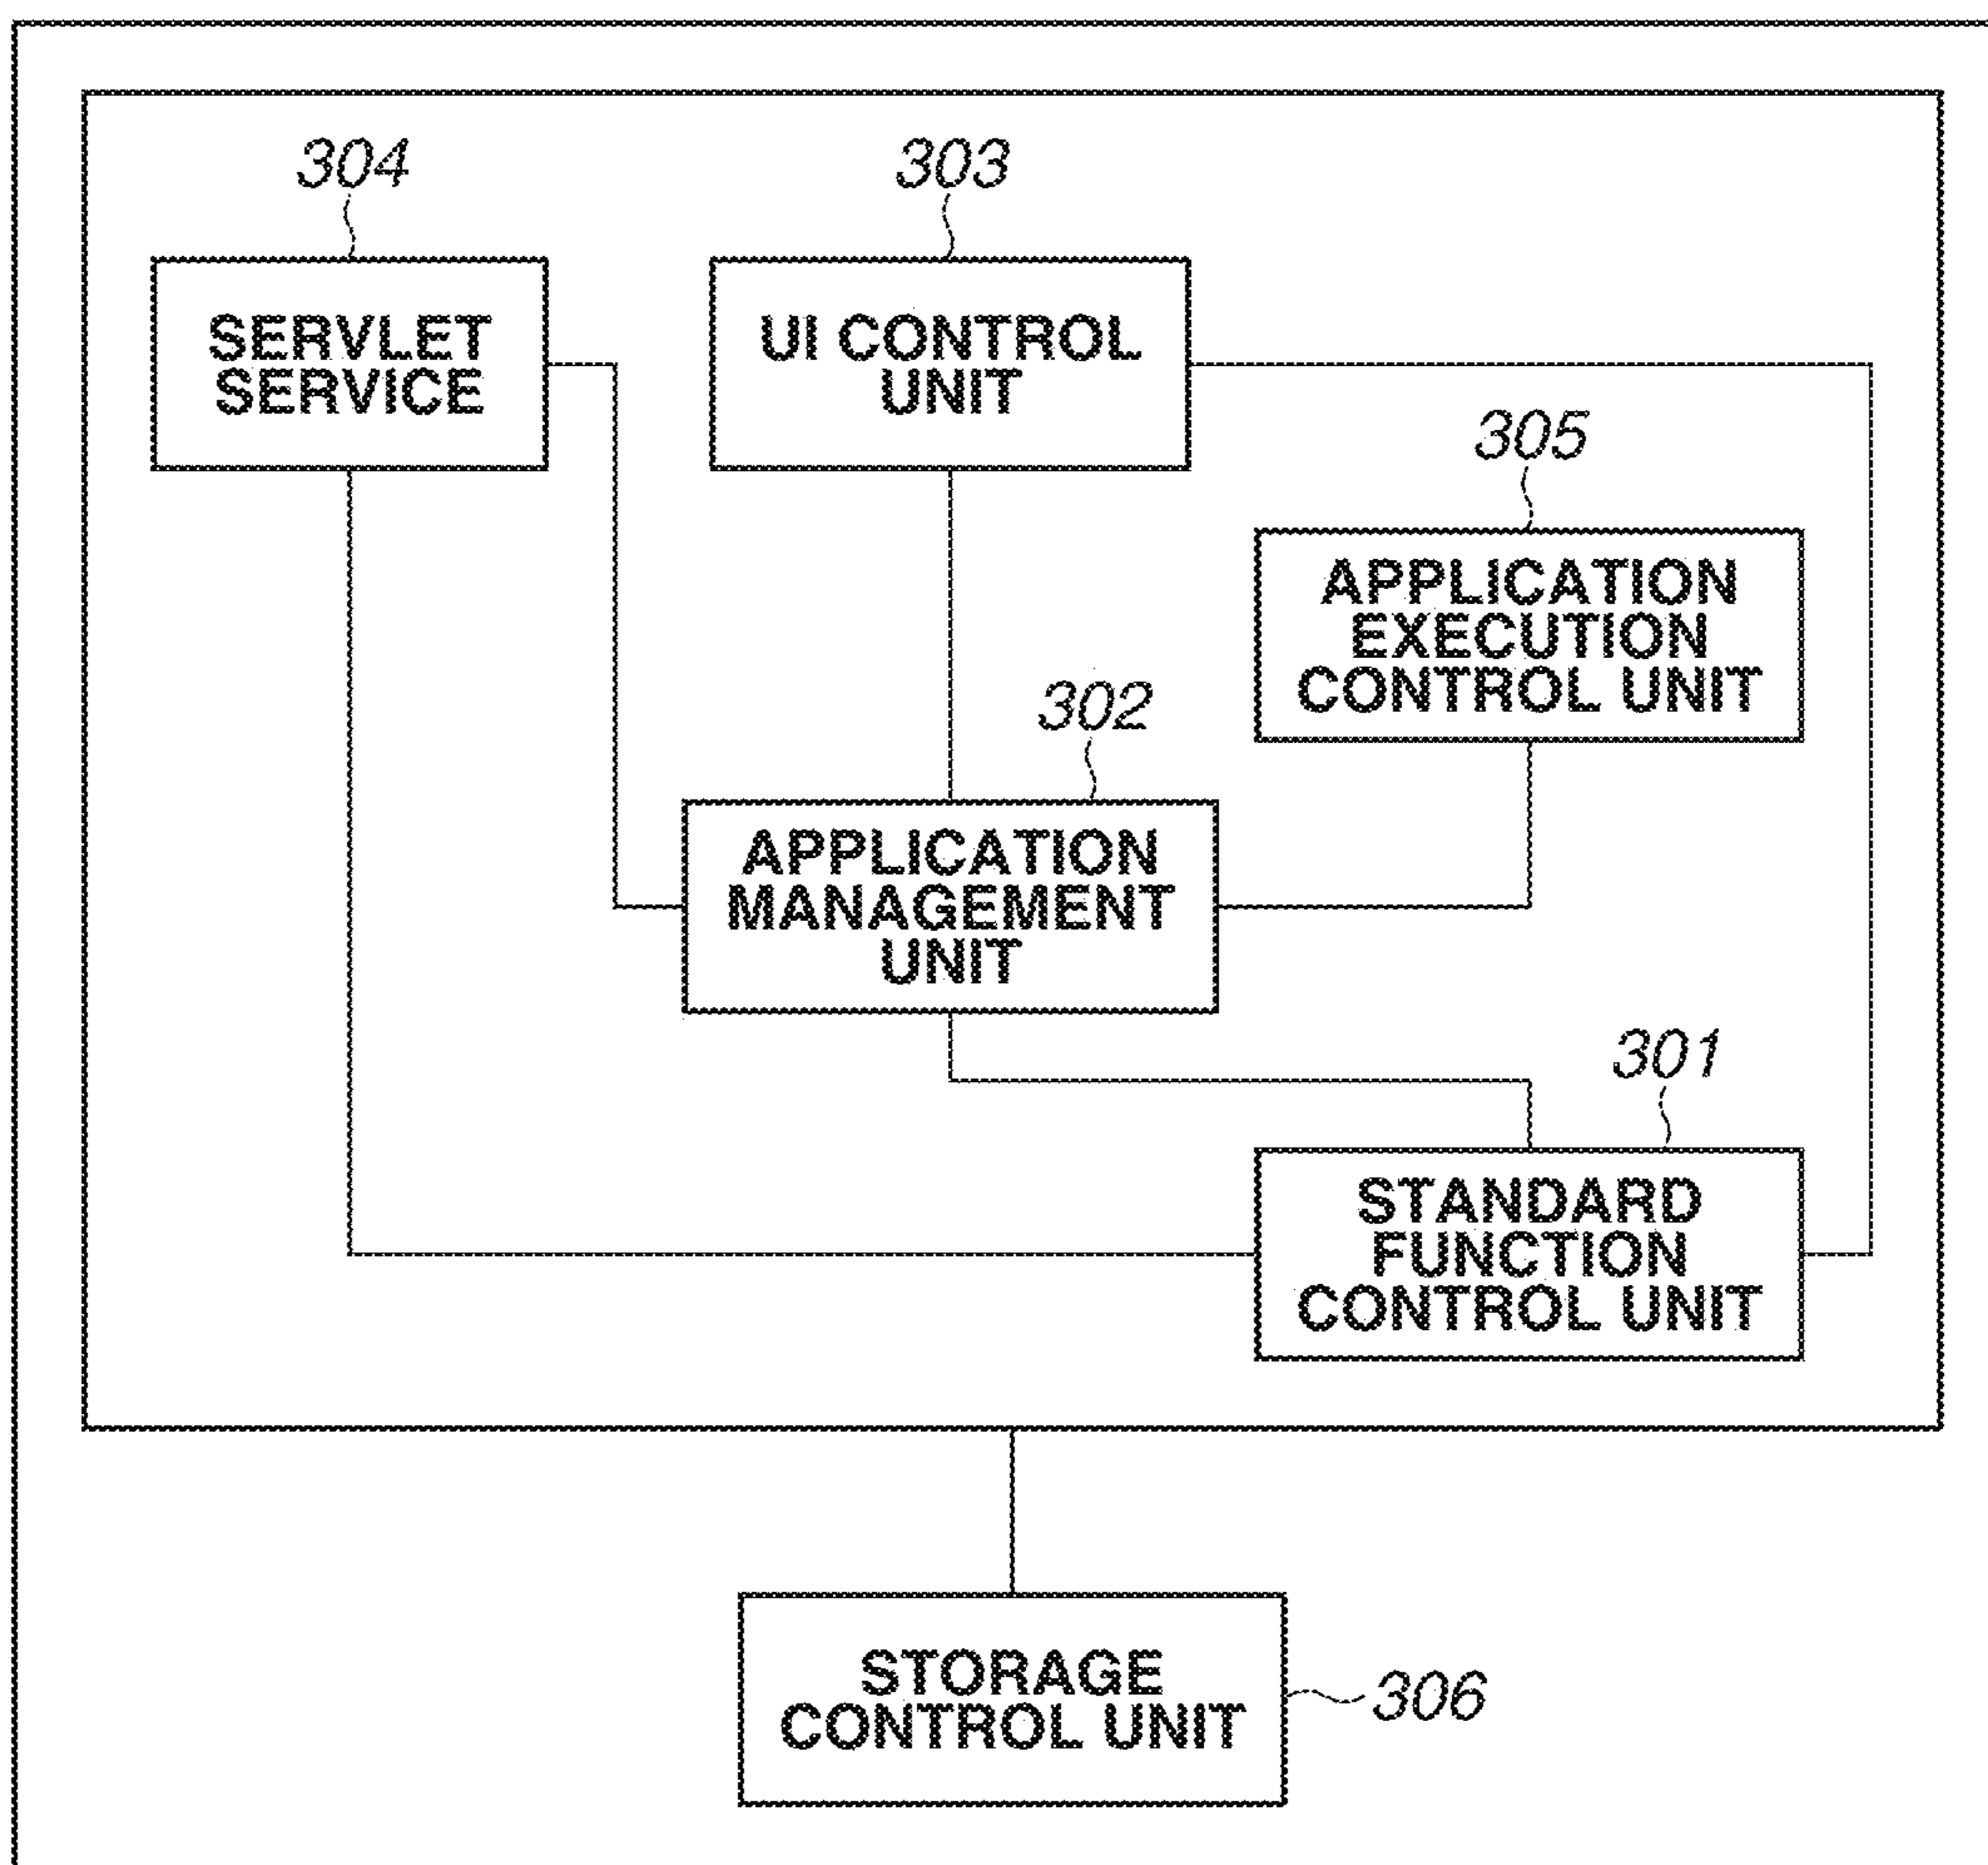 304
303
SERVLET
SERVICE
UI CONTROL
UNIT
305
APPLICATION
EXECUTION
CONTROL UNIT
302
APPLICATION
MANAGEMENT
UNIT
301
STANDARD
FUNCTION
CONTROL UNIT
STORAGE
CONTROL UNIT
306